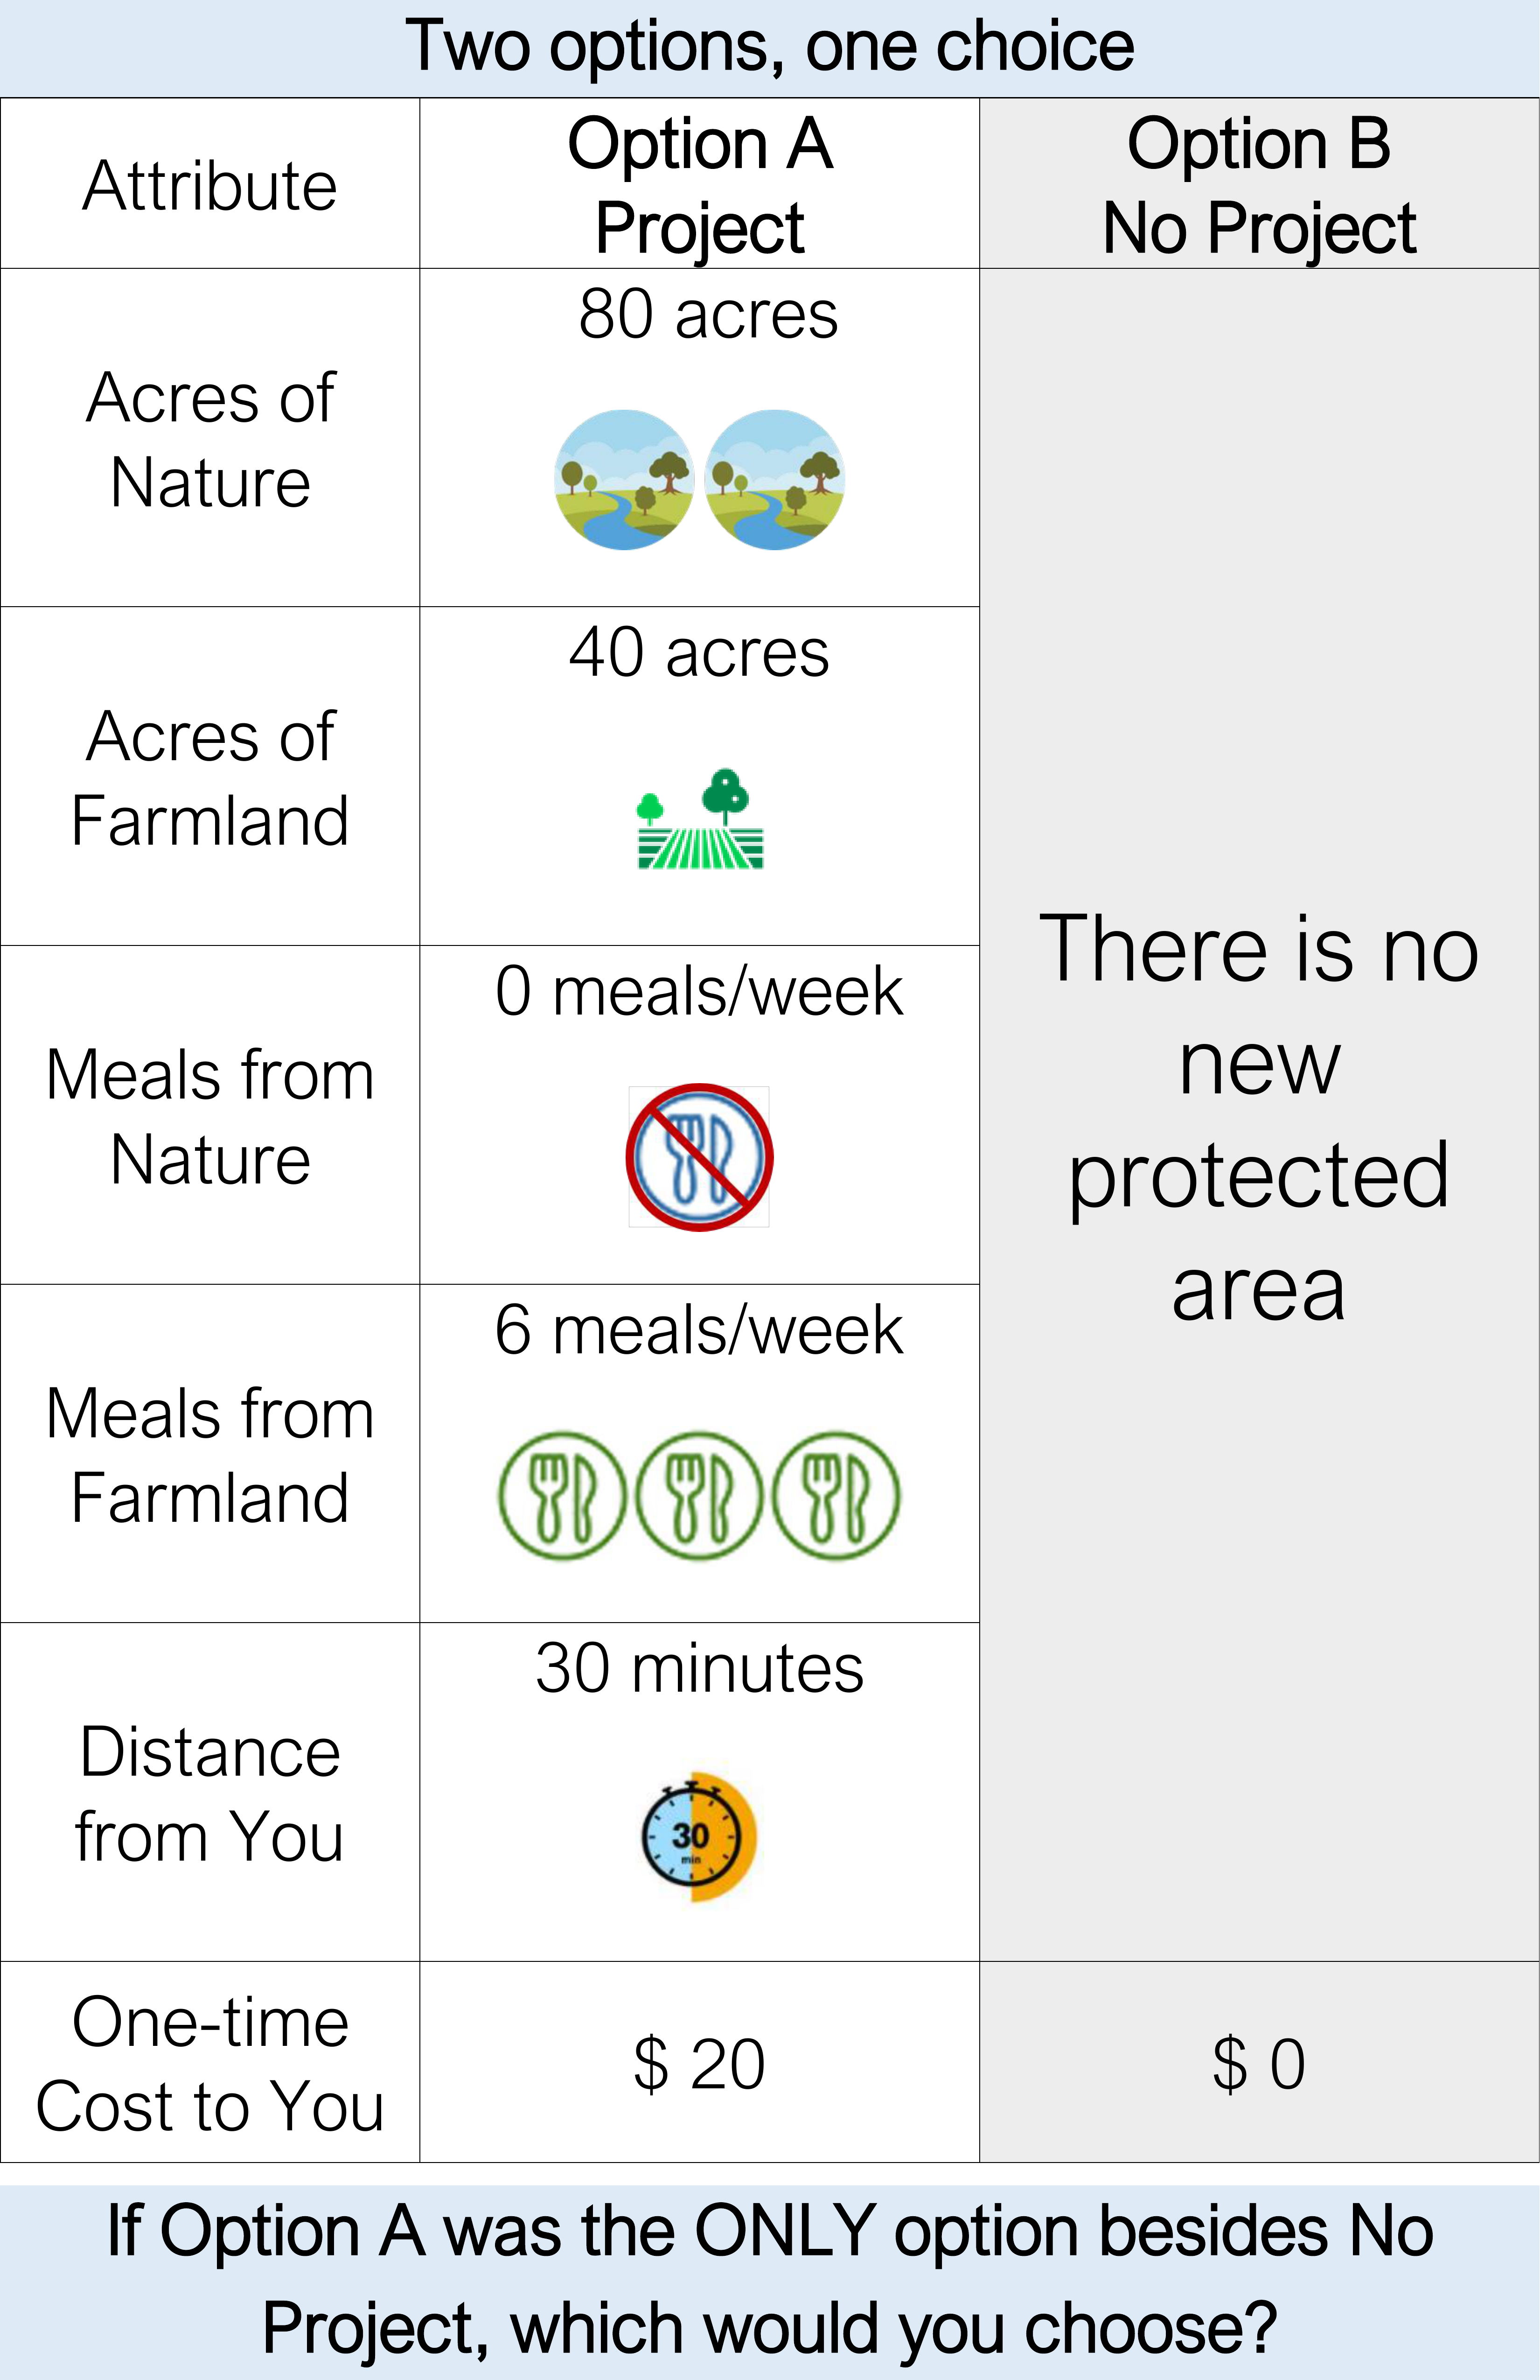 Two options, one choice
Attribute
Option A
Project
Option B
No Project
Acres of
Nature
80 acres
Acres of
Farmland
40 acres
Meals from
Nature
0 meals/week
Meals from
Farmland
6 meals/week
Distance
from You
30 minutes
30
min
There is no
new
protected
area
One-time
Cost to You
$ 20
$ 0
If Option A was the ONLY option besides No
Project, which would you choose?